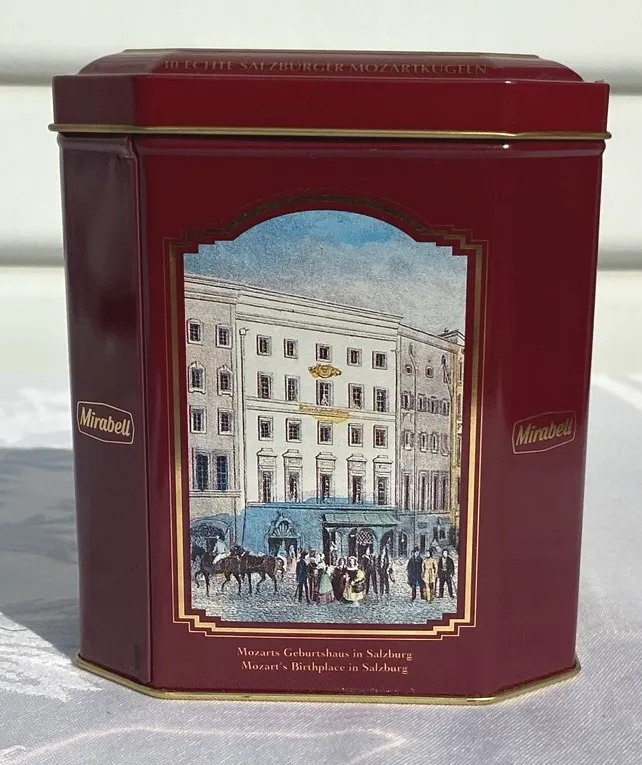 30 ECHTE SALZBURGER MOZARTKUGELN
Mirabell
Mirabell
Mozarts Geburtshaus in Salzburg
Mozart's Birthplace in Salzburg